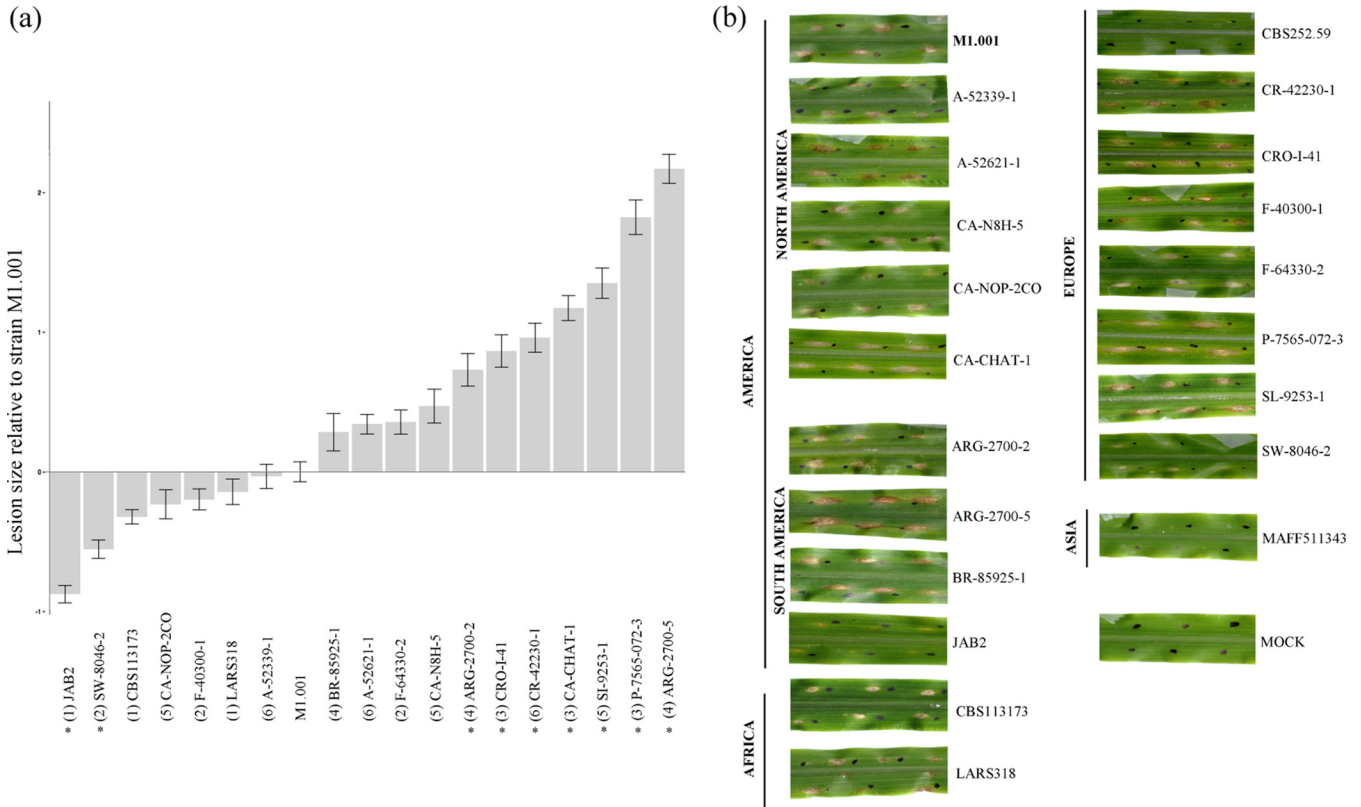 (a)
Lesion size relative to strain M1.001
2
1
0
-1
* (1) JAB2
* (2) SW-8046-2
(1) CBS113173
(5) CA-NOP-2CO
(2) F-40300-1
(1) LARS318
(6) A-52339-1
M1.001
(4) BR-85925-1
(6) A-52621-1
(2) F-64330-2
(5) CA-N8H-5
* (4) ARG-2700-2
* (3) CRO-I-41
* (6) CR-42230-1
* (3) CA-CHAT-1
* (5) SI-9253-1
* (3) P-7565-072-3
* (4) ARG-2700-5
(b)
AMERICA
NORTH AMERICA
M1.001
A-52339-1
A-52621-1
CA-N8H-5
CA-NOP-2CO
CA-CHAT-1
SOUTH AMERICA
ARG-2700-2
ARG-2700-5
BR-85925-1
JAB2
AFRICA
CBS113173
LARS318
EUROPE
CBS252.59
CR-42230-1
CRO-I-41
F-40300-1
F-64330-2
P-7565-072-3
SL-9253-1
SW-8046-2
ASIA
MAFF511343
MOCK